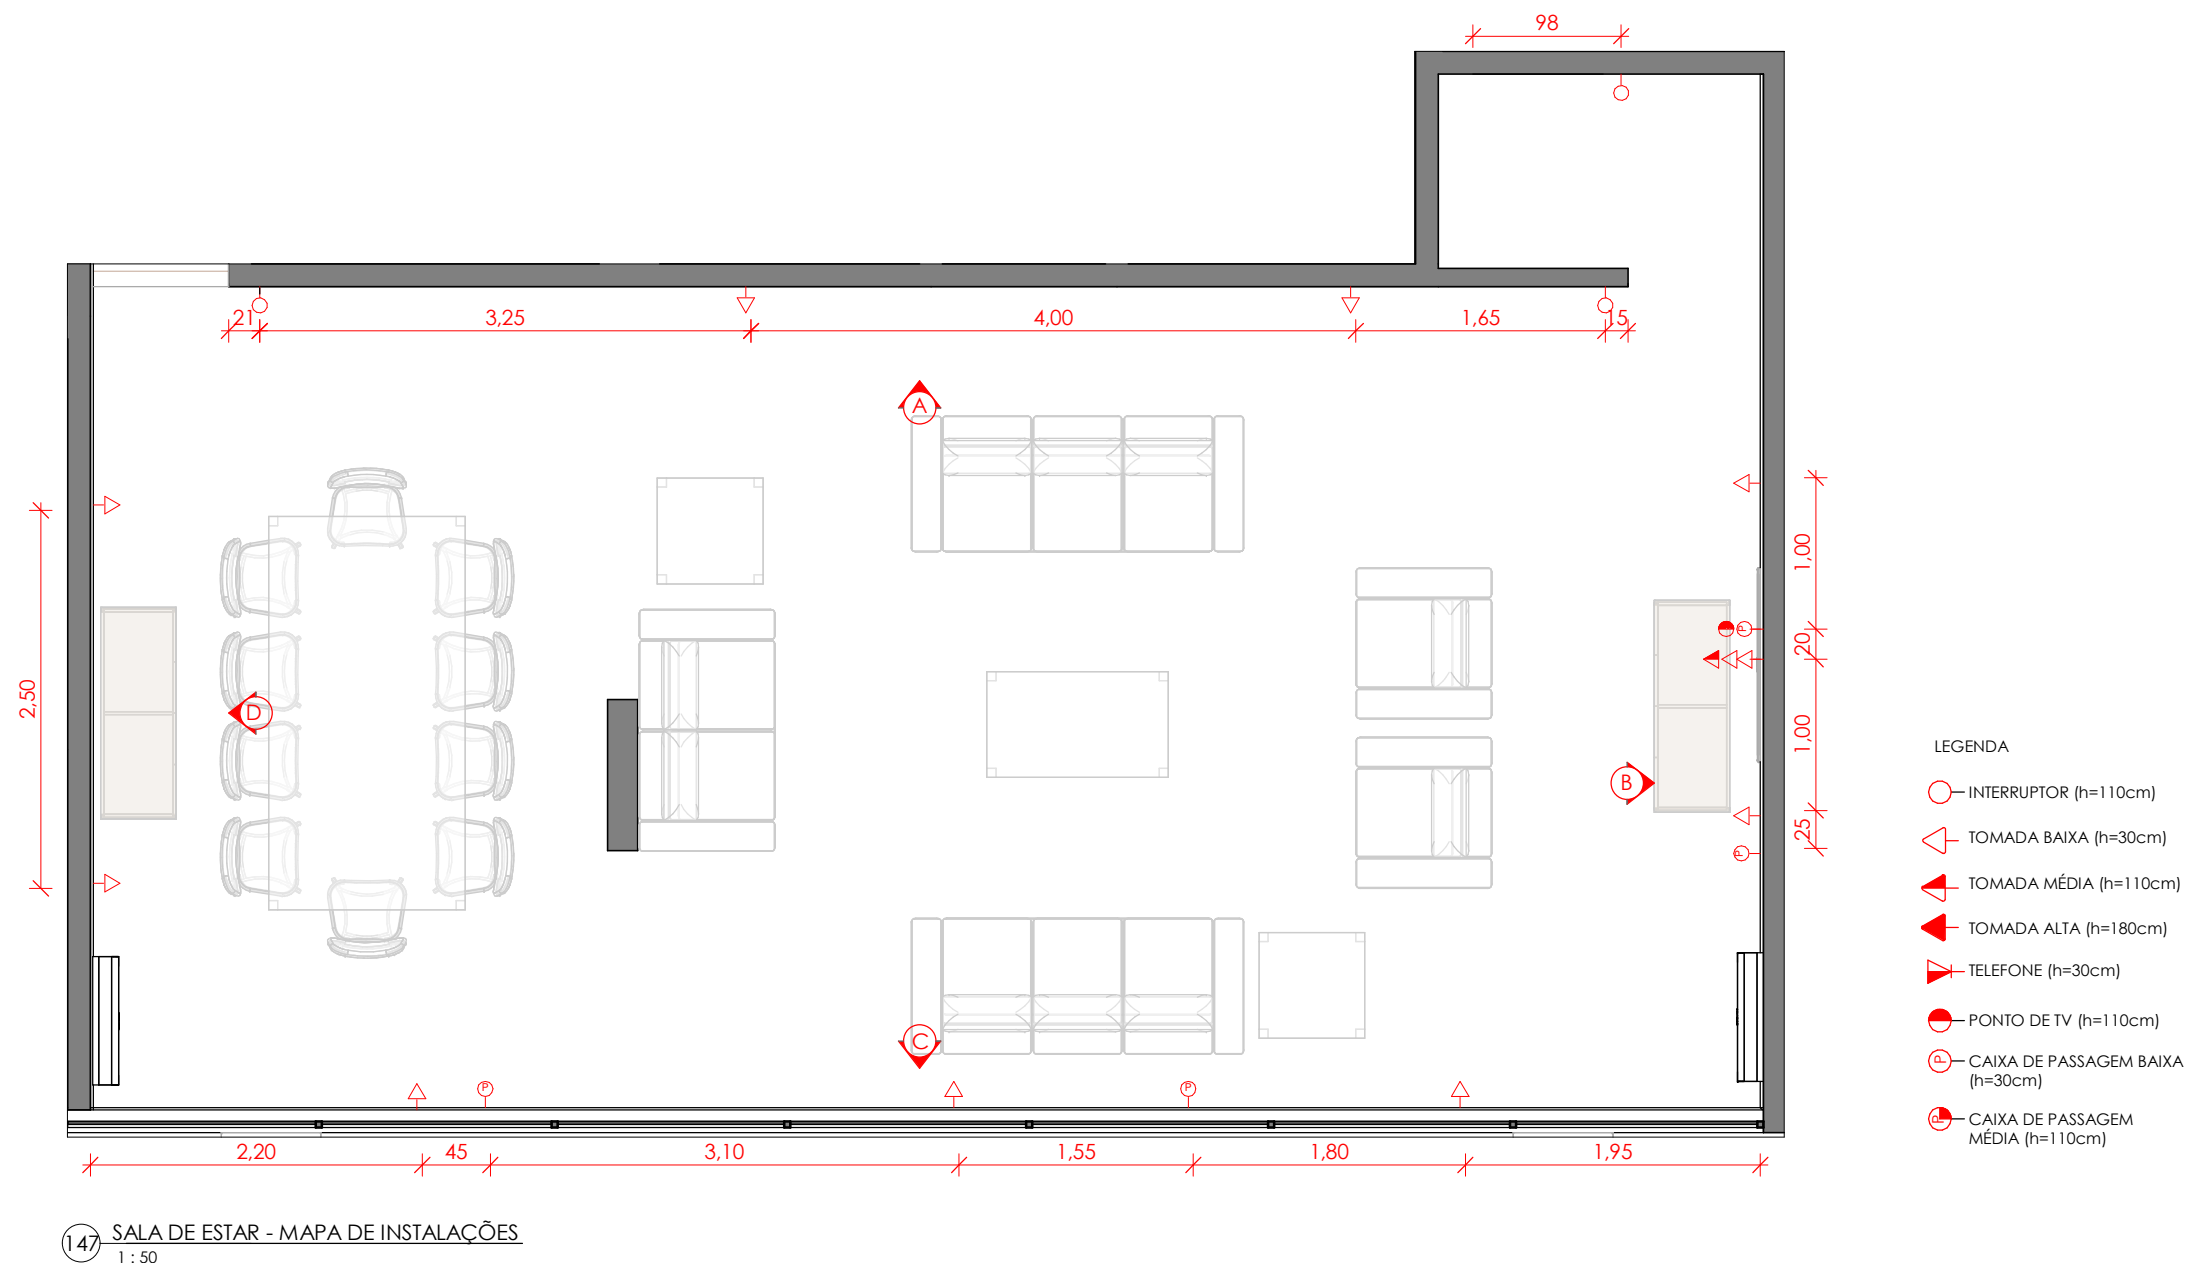 98
21
3,25
4,00
1,65
15
A
2,50
D
1,00
20
1,00
25
P
B
P
C
P
P
2,20
45
3,10
1,55
1,80
1,95
LEGENDA
INTERRUPTOR (h=110cm)
TOMADA BAIXA (h=30cm)
TOMADA MÉDIA (h=110cm)
TOMADA ALTA (h=180cm)
TELEFONE (h=30cm)
PONTO DE TV (h=110cm)
P CAIXA DE PASSAGEM BAIXA
(h=30cm)
P CAIXA DE PASSAGEM
MÉDIA (h=110cm)
147 SALA DE ESTAR - MAPA DE INSTALAÇÕES
1 : 50